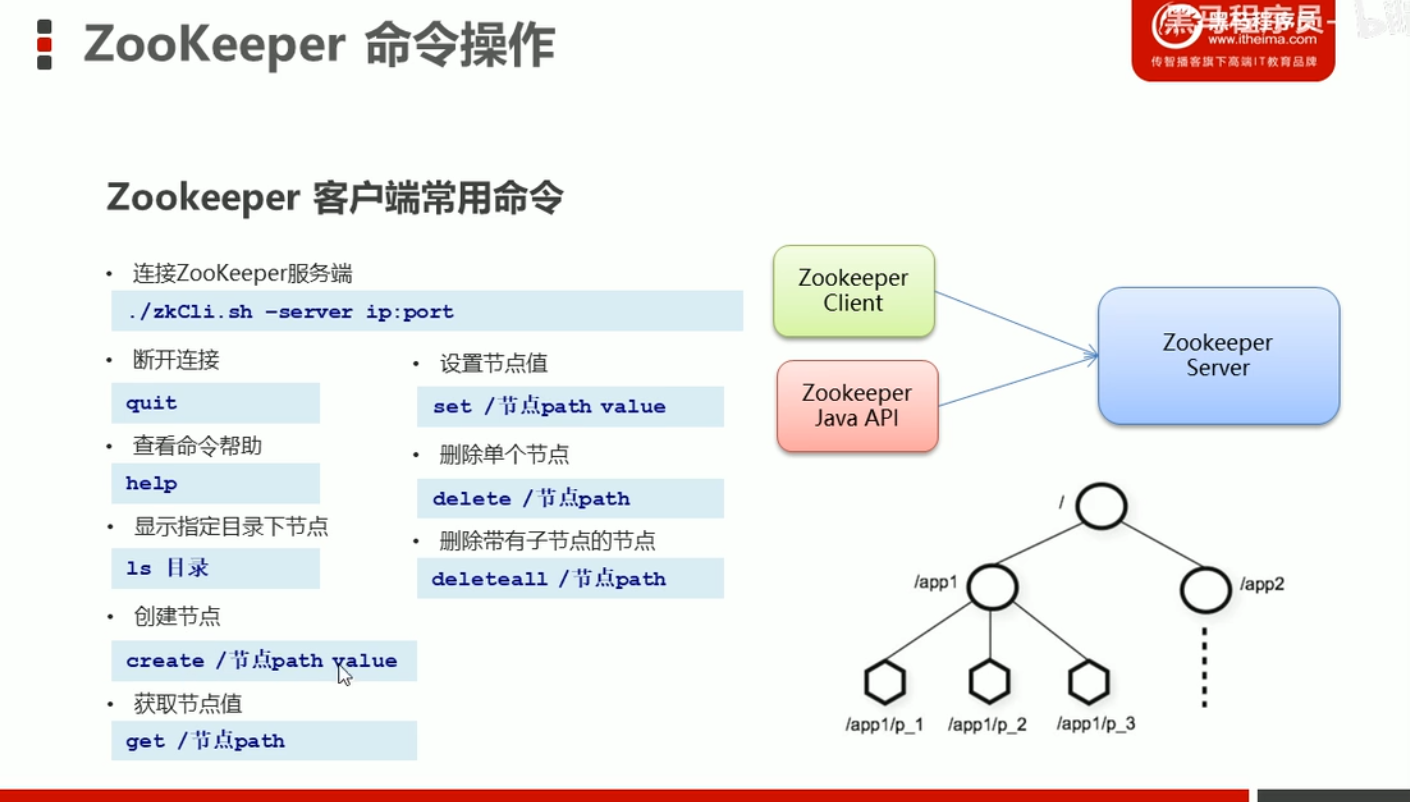 ZooKeeper 命令操作
黑马程序员-
www.itheima.com
传智播客旗下高端IT教育品牌
Zookeeper 客户端常用命令
• 连接ZooKeeper服务端
./zkCli.sh –server ip:port
• 断开连接
quit
• 查看命令帮助
help
• 显示指定目录下节点
ls 目录
• 创建节点
create /节点path value
• 获取节点值
get /节点path
• 设置节点值
set /节点path value
• 删除单个节点
delete /节点path
• 删除带有子节点的节点
deleteall /节点path
Zookeeper
Client
Zookeeper
Java API
Zookeeper
Server
/
/app1
/app2
/app1/p_1
/app1/p_2
/app1/p_3